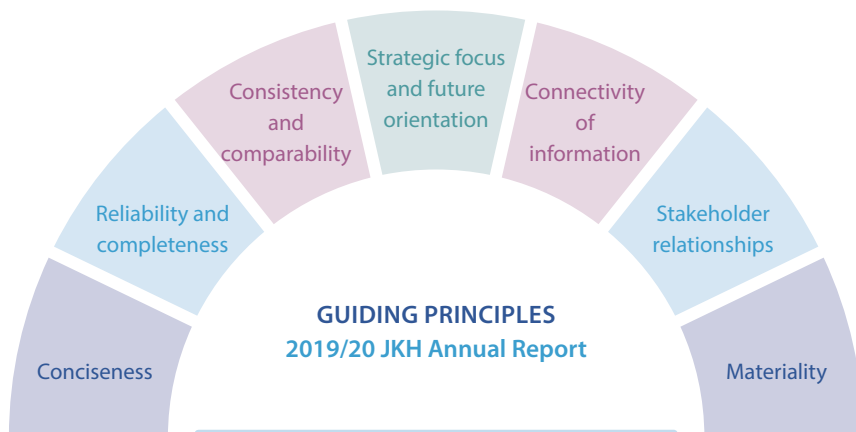 Strategic focus
and future
orientation
Consistency
and
comparability
Connectivity
of
information
Reliability and
completeness
Stakeholder
relationships
GUIDING PRINCIPLES
2019/20 JKH Annual Report
Conciseness
Materiality